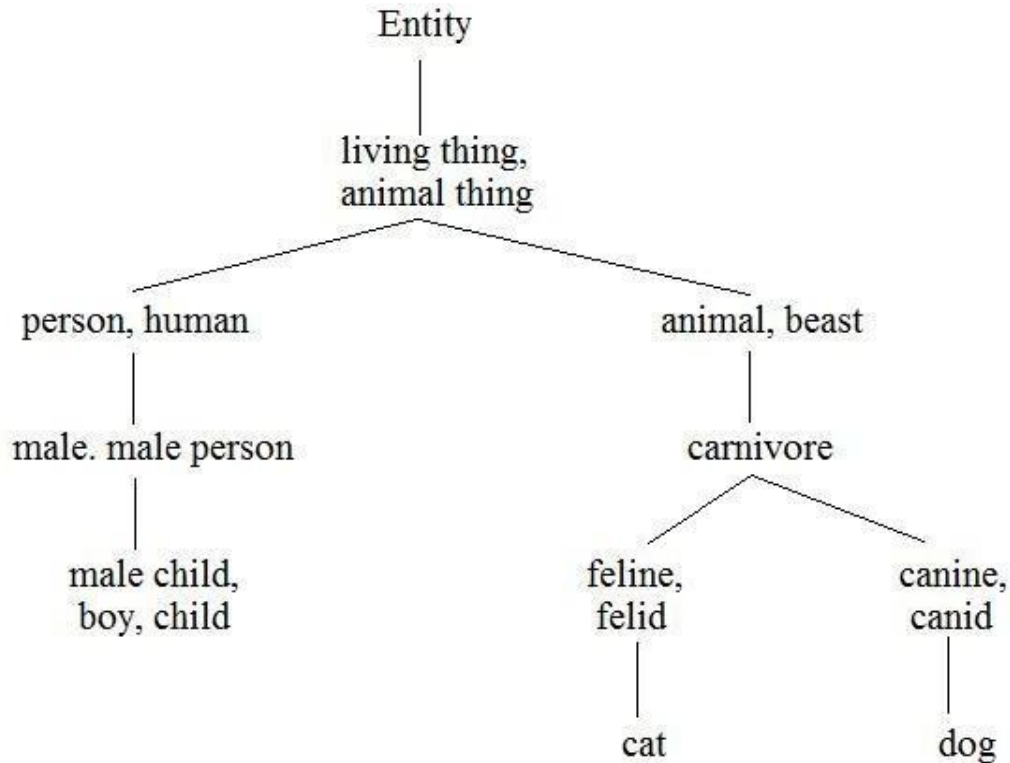 Entity
living thing,
animal thing
person, human
animal, beast
male. male person
carnivore
male child,
boy, child
feline,
felid
canine,
canid
cat
dog